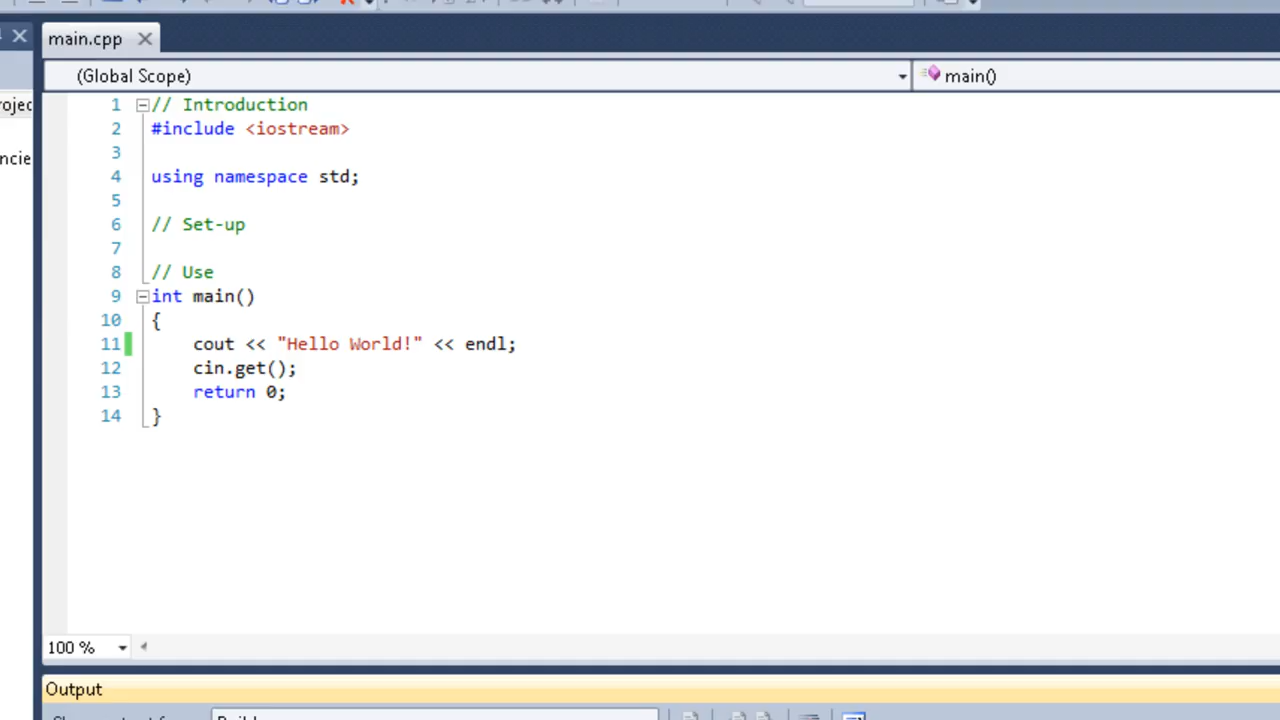 main.cpp
(Global Scope)
main()
1 // Introduction
2 #include <iostream>
3
4 using namespace std;
5
6 // Set-up
7
8 // Use
9 int main()
10 {
11 cout << "Hello World!" << endl;
12 cin.get();
13 return 0;
14 }
100 %
Output